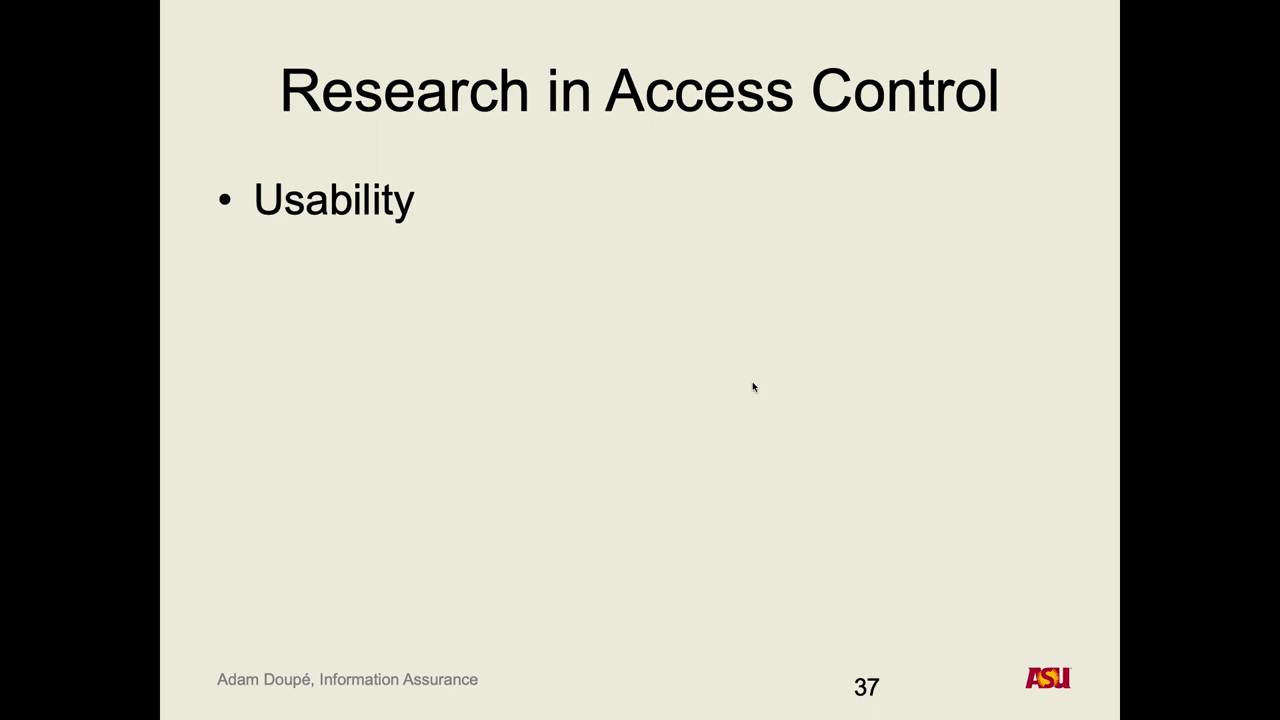 Research in Access Control
• Usability
Adam Doupé, Information Assurance
37
ASU